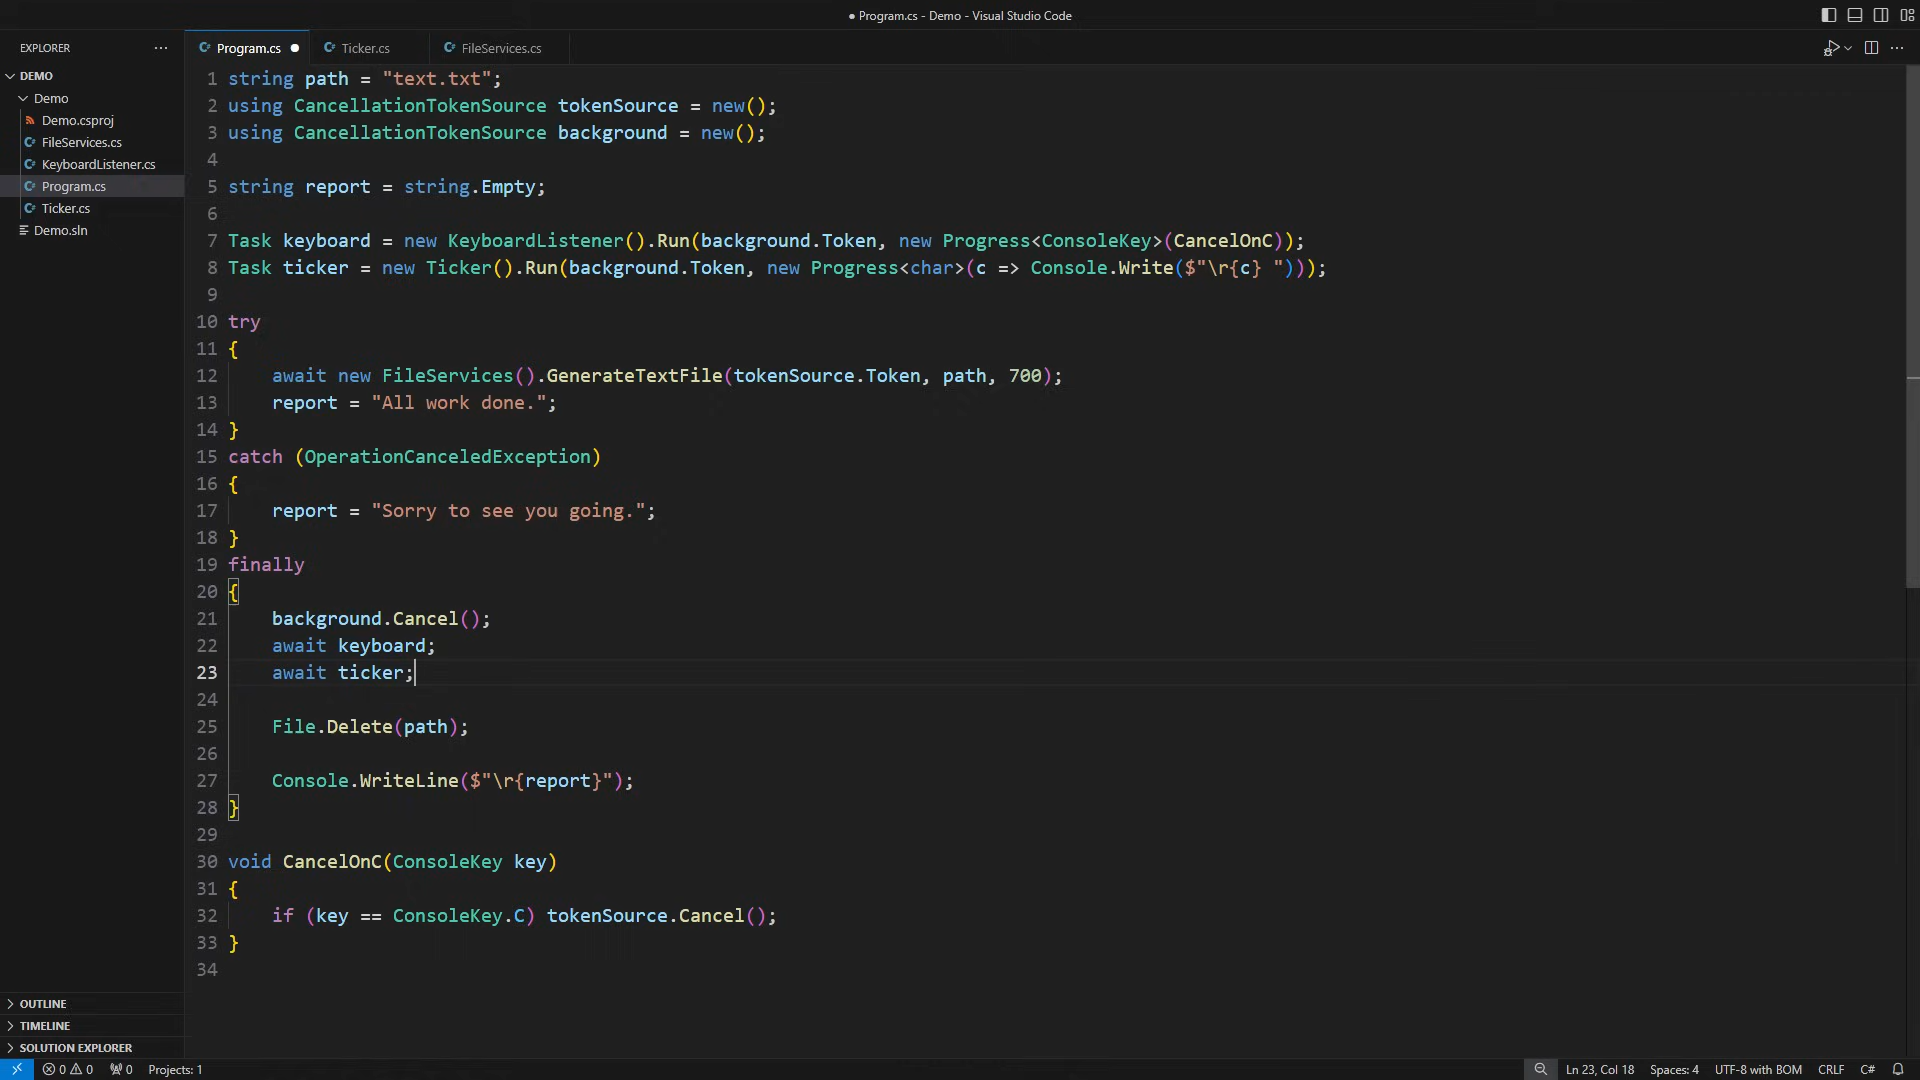 ● Program.cs - Demo - Visual Studio Code
EXPLORER
Program.cs
Ticker.cs
FileServices.cs
DEMO
Demo
Demo.csproj
FileServices.cs
KeyboardListener.cs
Program.cs
Ticker.cs
Demo.sln
1 string path = "text.txt";
2 using CancellationTokenSource tokenSource = new();
3 using CancellationTokenSource background = new();
4
5 string report = string.Empty;
6
7 Task keyboard = new KeyboardListener().Run(background.Token, new Progress<ConsoleKey>(CancelOnC));
8 Task ticker = new Ticker().Run(background.Token, new Progress<char>(c => Console.Write($"\r{c} ")));
9
10 try
11 {
12     await new FileServices().GenerateTextFile(tokenSource.Token, path, 700);
13     report = "All work done.";
14 }
15 catch (OperationCanceledException)
16 {
17     report = "Sorry to see you going.";
18 }
19 finally
20 {
21     background.Cancel();
22     await keyboard;
23     await ticker;
24
25     File.Delete(path);
26
27     Console.WriteLine($"\r{report}");
28 }
29
30 void CancelOnC(ConsoleKey key)
31 {
32     if (key == ConsoleKey.C) tokenSource.Cancel();
33 }
34
OUTLINE
TIMELINE
SOLUTION EXPLORER
0 0 0 Projects: 1 Ln 23, Col 18 Spaces: 4 UTF-8 with BOM CRLF C#